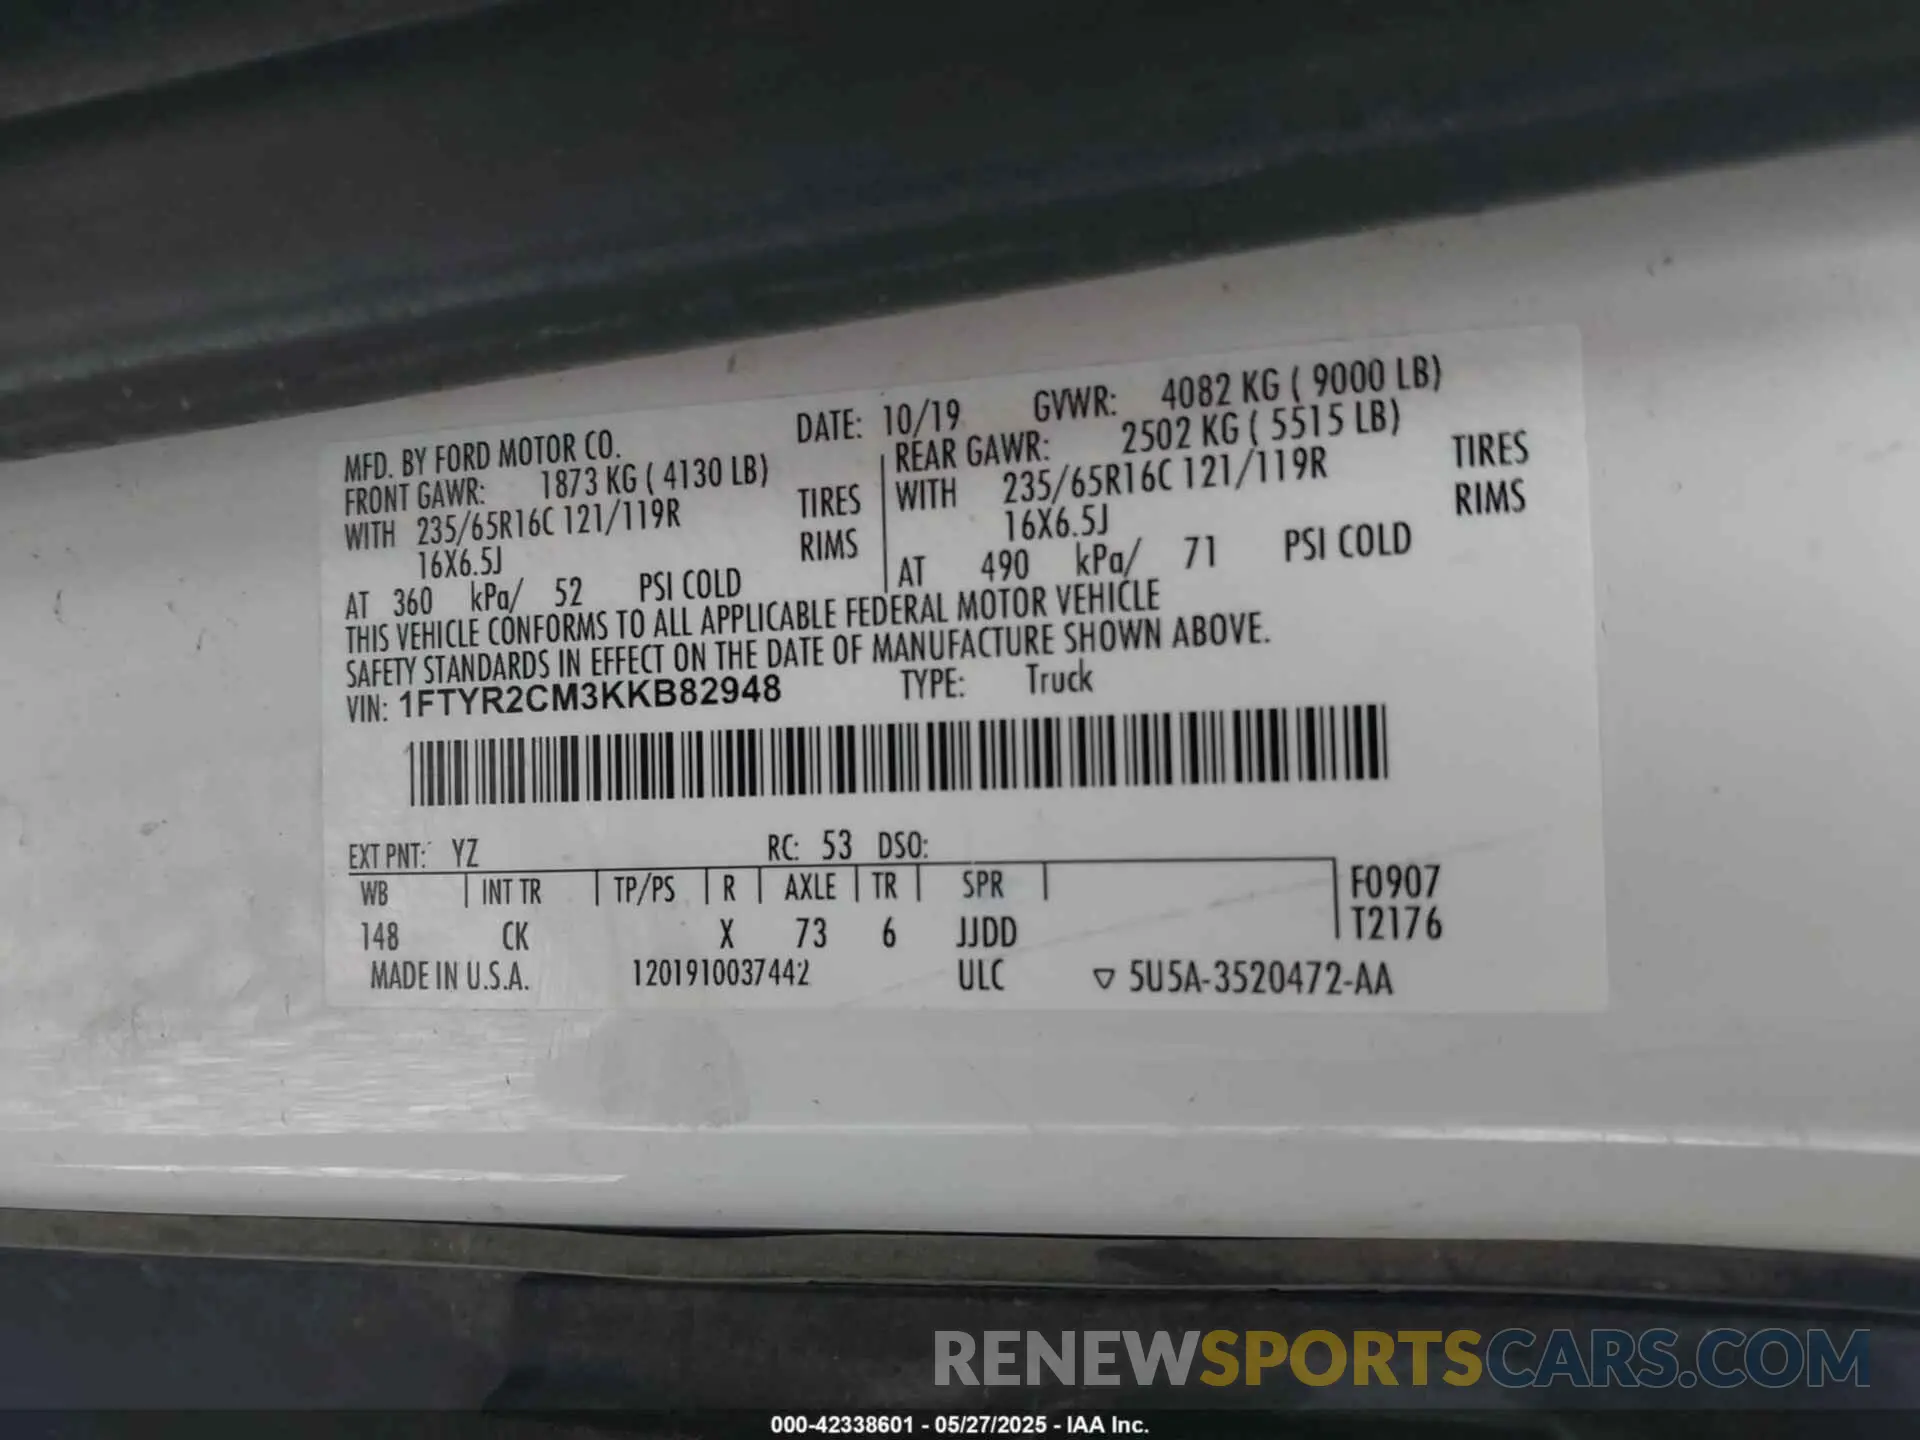 MFD. BY FORD MOTOR CO. DATE: 10/19 GVWR: 4082 KG ( 9000 LB)
FRONT GAWR: 1873 KG ( 4130 LB) REAR GAWR: 2502 KG ( 5515 LB)
WITH 235/65R16C 121/119R TIRES WITH 235/65R16C 121/119R TIRES
16X6.5J RIMS 16X6.5J RIMS
AT 360 kPa/ 52 PSI COLD AT 490 kPa/ 71 PSI COLD
THIS VEHICLE CONFORMS TO ALL APPLICABLE FEDERAL MOTOR VEHICLE
SAFETY STANDARDS IN EFFECT ON THE DATE OF MANUFACTURE SHOWN ABOVE.
VIN: 1FTYR2CM3KKB82948 TYPE: Truck
EXT PNT: YZ RC: 53 DSO:
WB INT TR TP/PS R AXLE TR SPR F0907
148 CK X 73 6 JJDD T2176
MADE IN U.S.A. 1201910037442 ULC ▽ 5U5A-3520472-AA
RENEWSPORTSCARS.COM
000-42338601 - 05/27/2025 - IAA Inc.